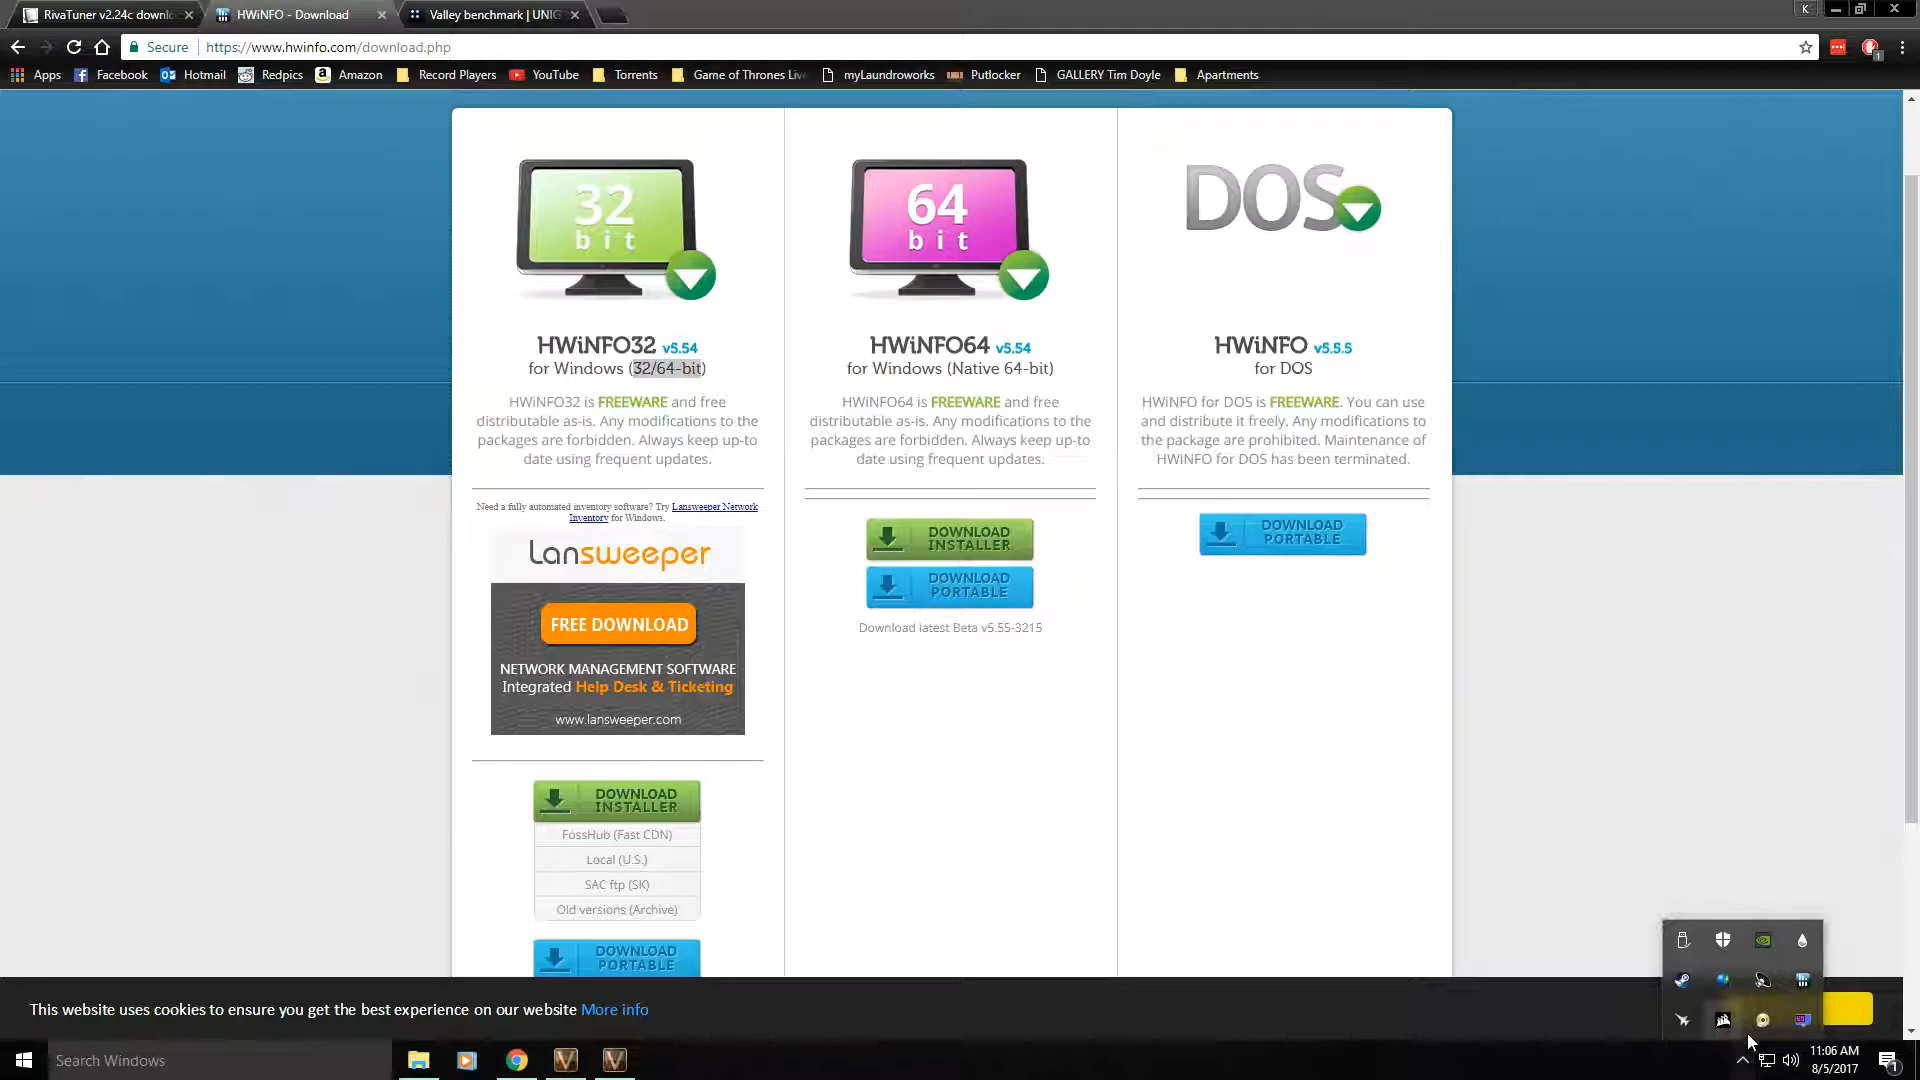 RivaTuner v2.24c downl
HWiNFO - Download
Valley benchmark | UNIG
K
Secure
https://www.hwinfo.com/download.php
1
Apps
Facebook
Hotmail
Redpics
Amazon
Record Players
YouTube
Torrents
Game of Thrones Liv
myLaundroworks
Putlocker
GALLERY Tim Doyle
Apartments
32
bit
HWiNFO32 v5.54
for Windows (32/64-bit)
HWiNFO32 is FREEWARE and free
distributable as-is. Any modifications to the
packages are forbidden. Always keep up-to
date using frequent updates.
Need a fully automated inventory software? Try Lansweeper Network
Inventory for Windows.
Lansweeper
FREE DOWNLOAD
NETWORK MANAGEMENT SOFTWARE
Integrated Help Desk & Ticketing
www.lansweeper.com
DOWNLOAD
INSTALLER
FossHub (Fast CDN)
Local (U.S.)
SAC ftp (SK)
Old versions (Archive)
DOWNLOAD
PORTABLE
64
bit
HWiNFO64 v5.54
for Windows (Native 64-bit)
HWiNFO64 is FREEWARE and free
distributable as-is. Any modifications to the
packages are forbidden. Always keep up-to
date using frequent updates.
DOWNLOAD
INSTALLER
DOWNLOAD
PORTABLE
Download latest Beta v5.55-3215
DOS
HWiNFO v5.5.5
for DOS
HWiNFO for DOS is FREEWARE. You can use
and distribute it freely. Any modifications to
the package are prohibited. Maintenance of
HWiNFO for DOS has been terminated.
DOWNLOAD
PORTABLE
This website uses cookies to ensure you get the best experience on our website More info
Search Windows
11:06 AM
8/5/2017
1